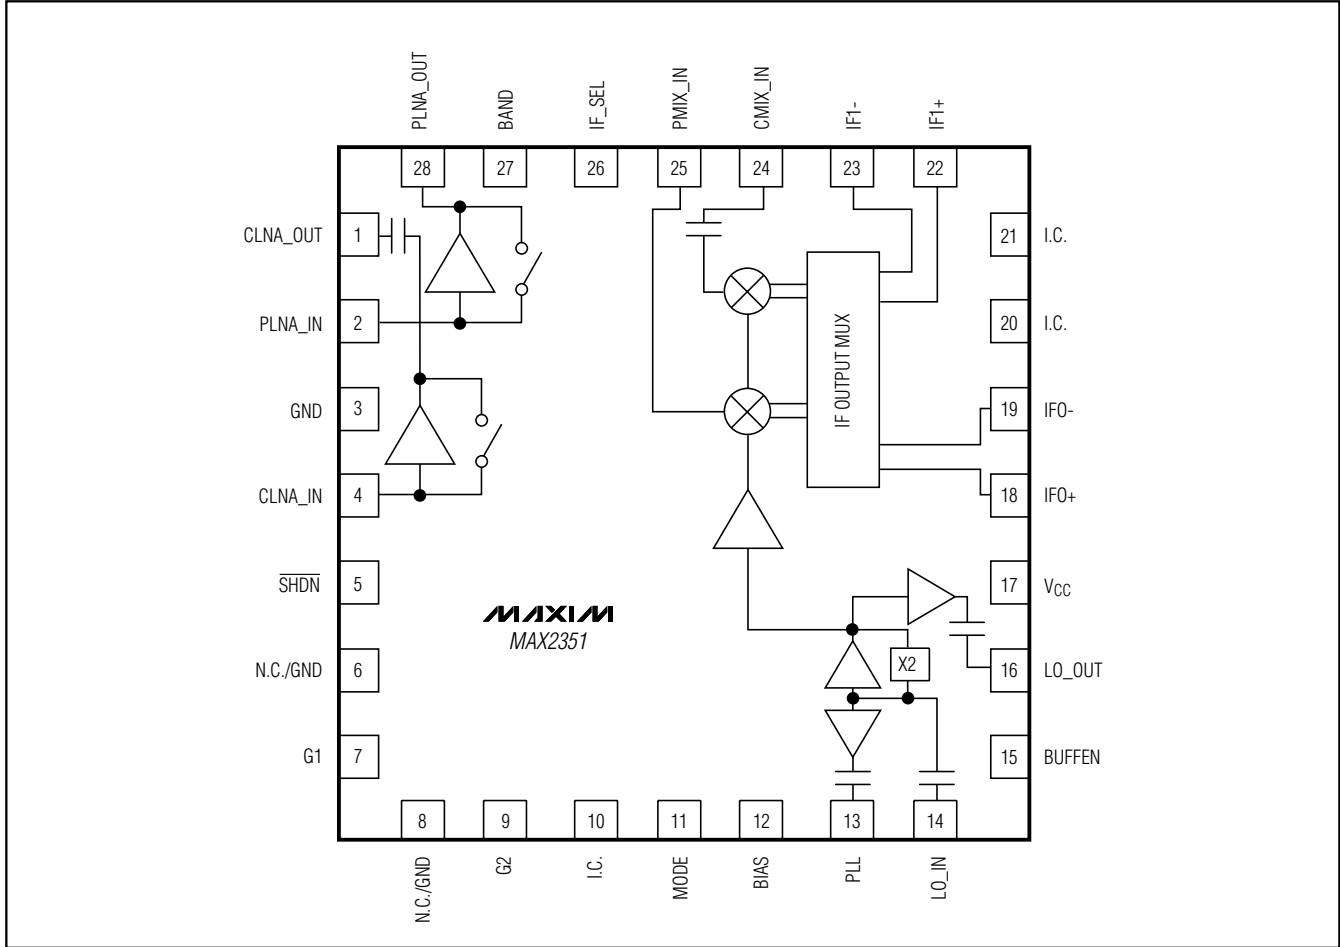 PLNA_OUT
BAND
IF_SEL
PMIX_IN
CMIX_IN
IF1-
IF1+
28
27
26
25
24
23
22
CLNA_OUT 1
21 I.C.
PLNA_IN 2
20 I.C.
GND 3
19 IF0-
IF OUTPUT MUX
CLNA_IN 4
18 IF0+
SHDN 5
17 VCC
MAXIM
MAX2351
N.C./GND 6
X2
16 LO_OUT
G1 7
15 BUFFEN
8
9
10
11
12
13
14
N.C./GND
G2
I.C.
MODE
BIAS
PLL
LO_IN